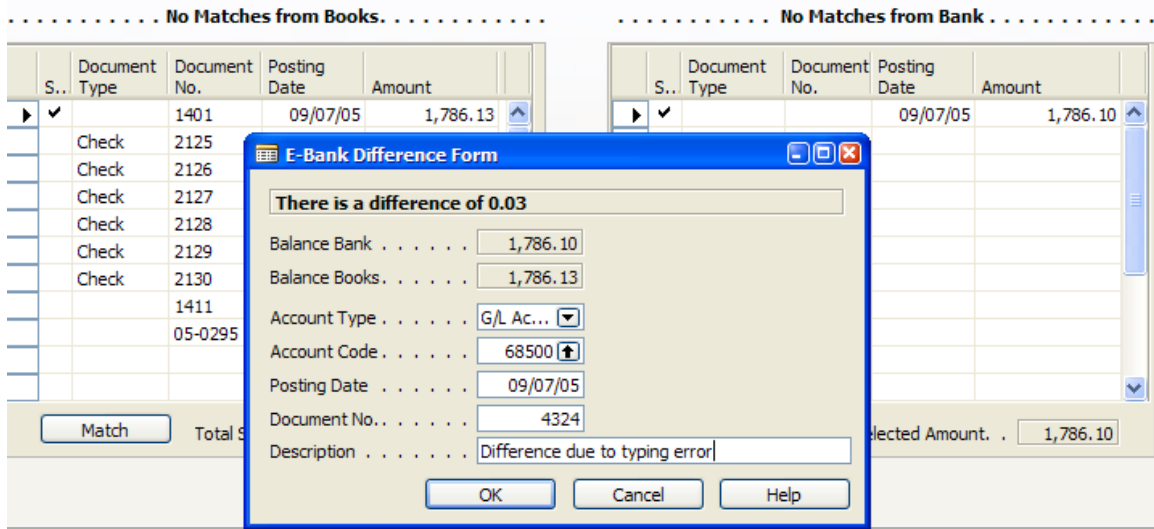 . . . . . . . . . . . . No Matches from Books. . . . . . . . . . . . .
. . . . . . . . . . . . No Matches from Bank . . . . . . . . . . . . .
S.. Document Type Document No. Posting Date Amount
1401 09/07/05 1,786.13
Check 2125
Check 2126
Check 2127
Check 2128
Check 2129
Check 2130
1411
05-0295
Match Total S
S.. Document Type Document No. Posting Date Amount
09/07/05 1,786.10
elected Amount. . 1,786.10
E-Bank Difference Form
There is a difference of 0.03
Balance Bank . . . . . . 1,786.10
Balance Books. . . . . . 1,786.13
Account Type . . . . . . G/L Ac...
Account Code. . . . . . 68500
Posting Date . . . . . . 09/07/05
Document No.. . . . . . 4324
Description . . . . . . . Difference due to typing error
OK Cancel Help